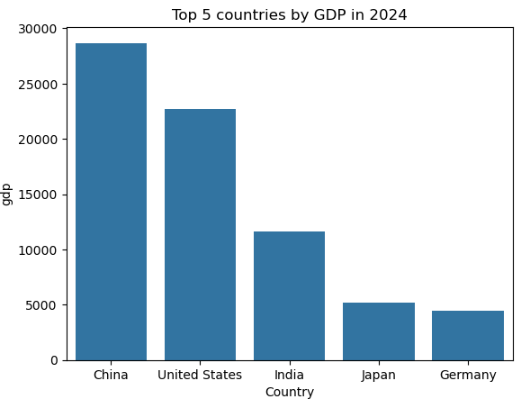 Top 5 countries by GDP in 2024
30000
25000
20000
15000
10000
5000
0
gdp
China United States India Japan Germany
Country